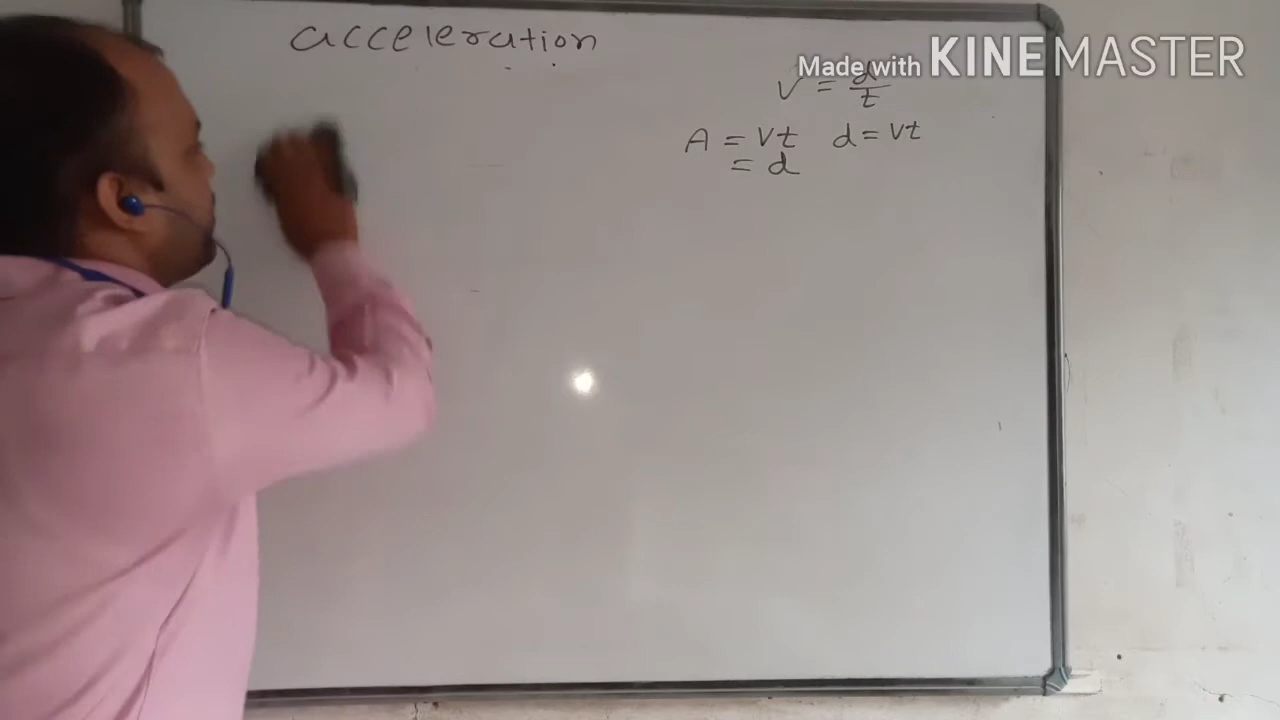 acceleration
Made with KINEMASTER
V = d/t
A = Vt d = Vt
= d